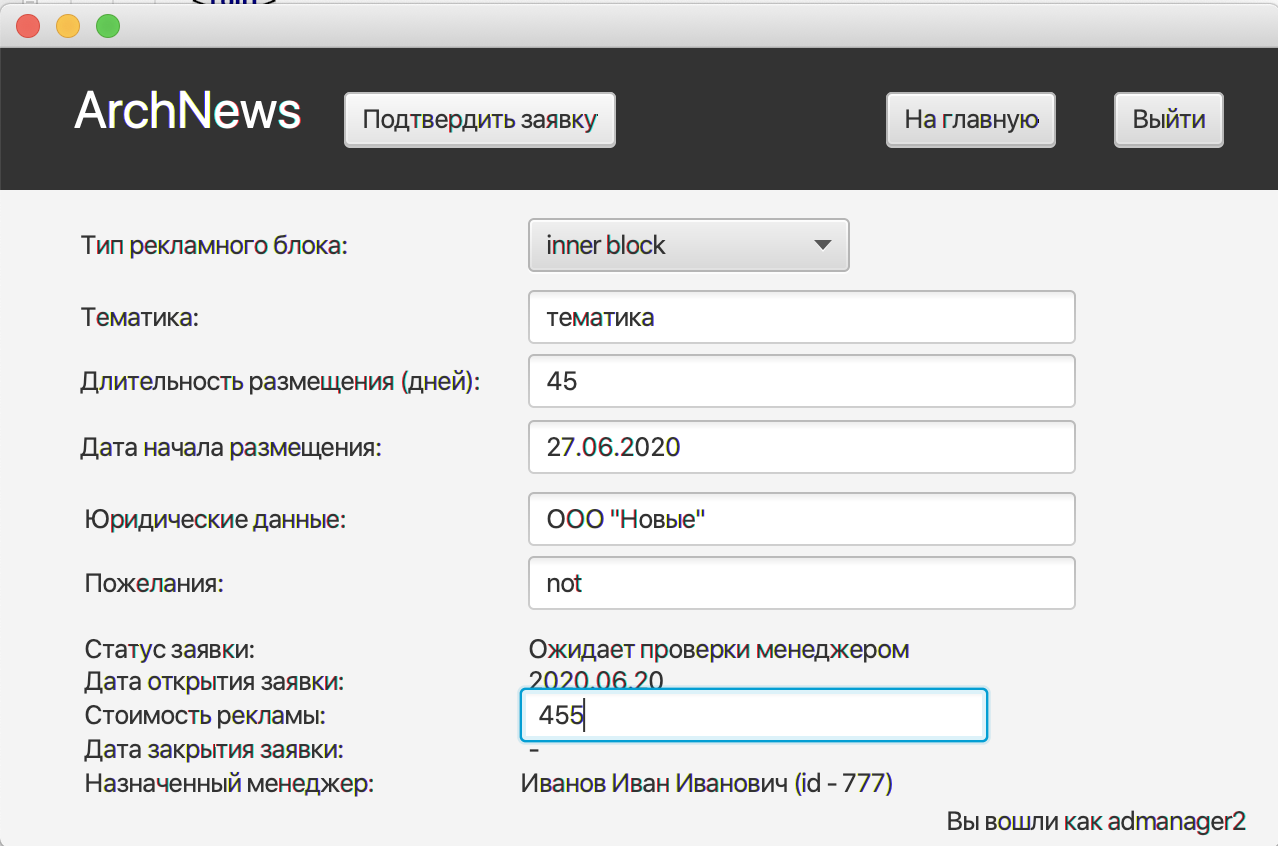 ArchNews Подтвердить заявку На главную Выйти
Тип рекламного блока: inner block
Тематика: тематика
Длительность размещения (дней): 45
Дата начала размещения: 27.06.2020
Юридические данные: ООО "Новые"
Пожелания: not
Статус заявки: Ожидает проверки менеджером
Дата открытия заявки: 2020.06.20
Стоимость рекламы: 455
Дата закрытия заявки: -
Назначенный менеджер: Иванов Иван Иванович (id - 777)
Вы вошли как admanager2